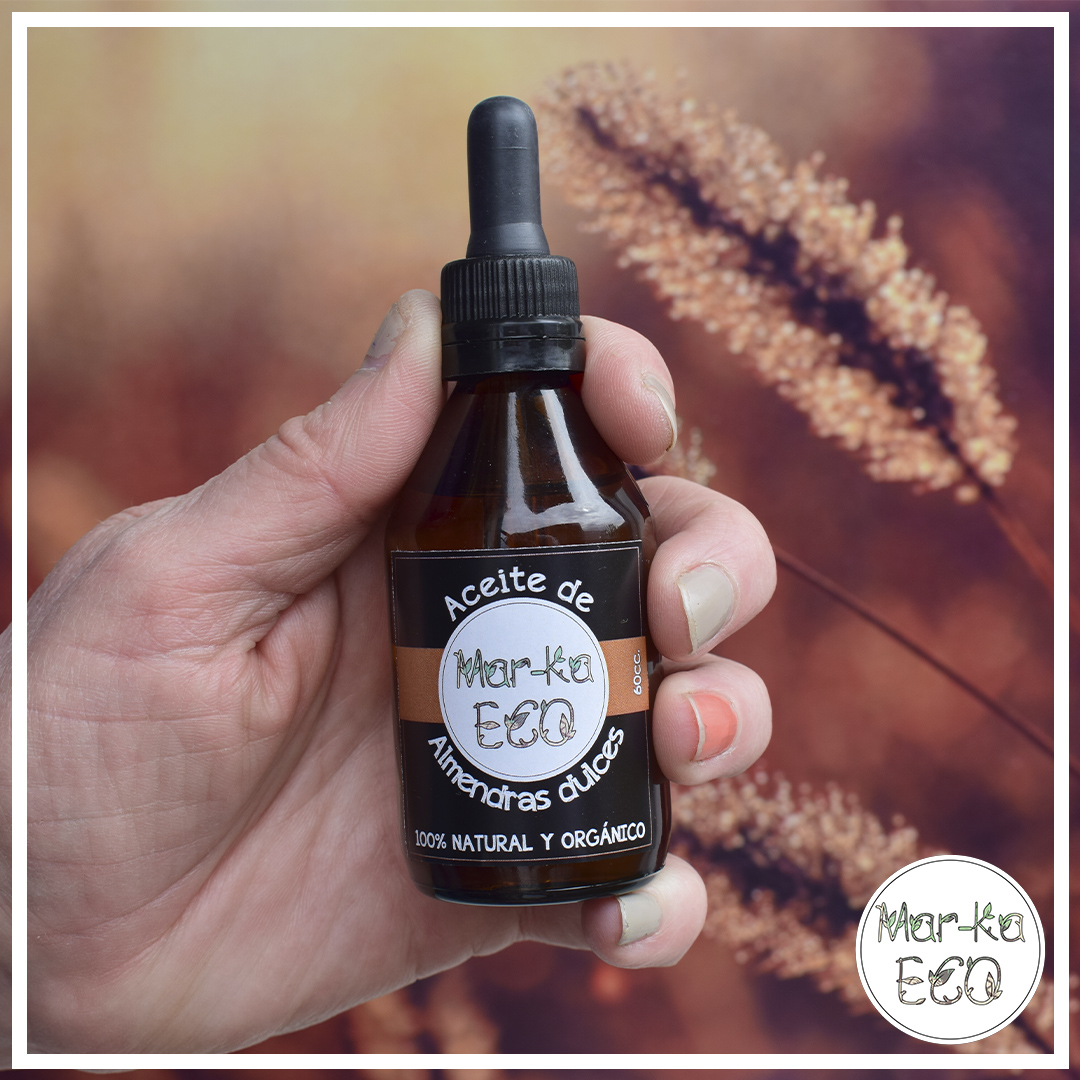 Aceite de
Mar-Ka
ECO
60cc.
Almendras dulces
100% NATURAL Y ORGÁNICO
Mar-Ka
ECO